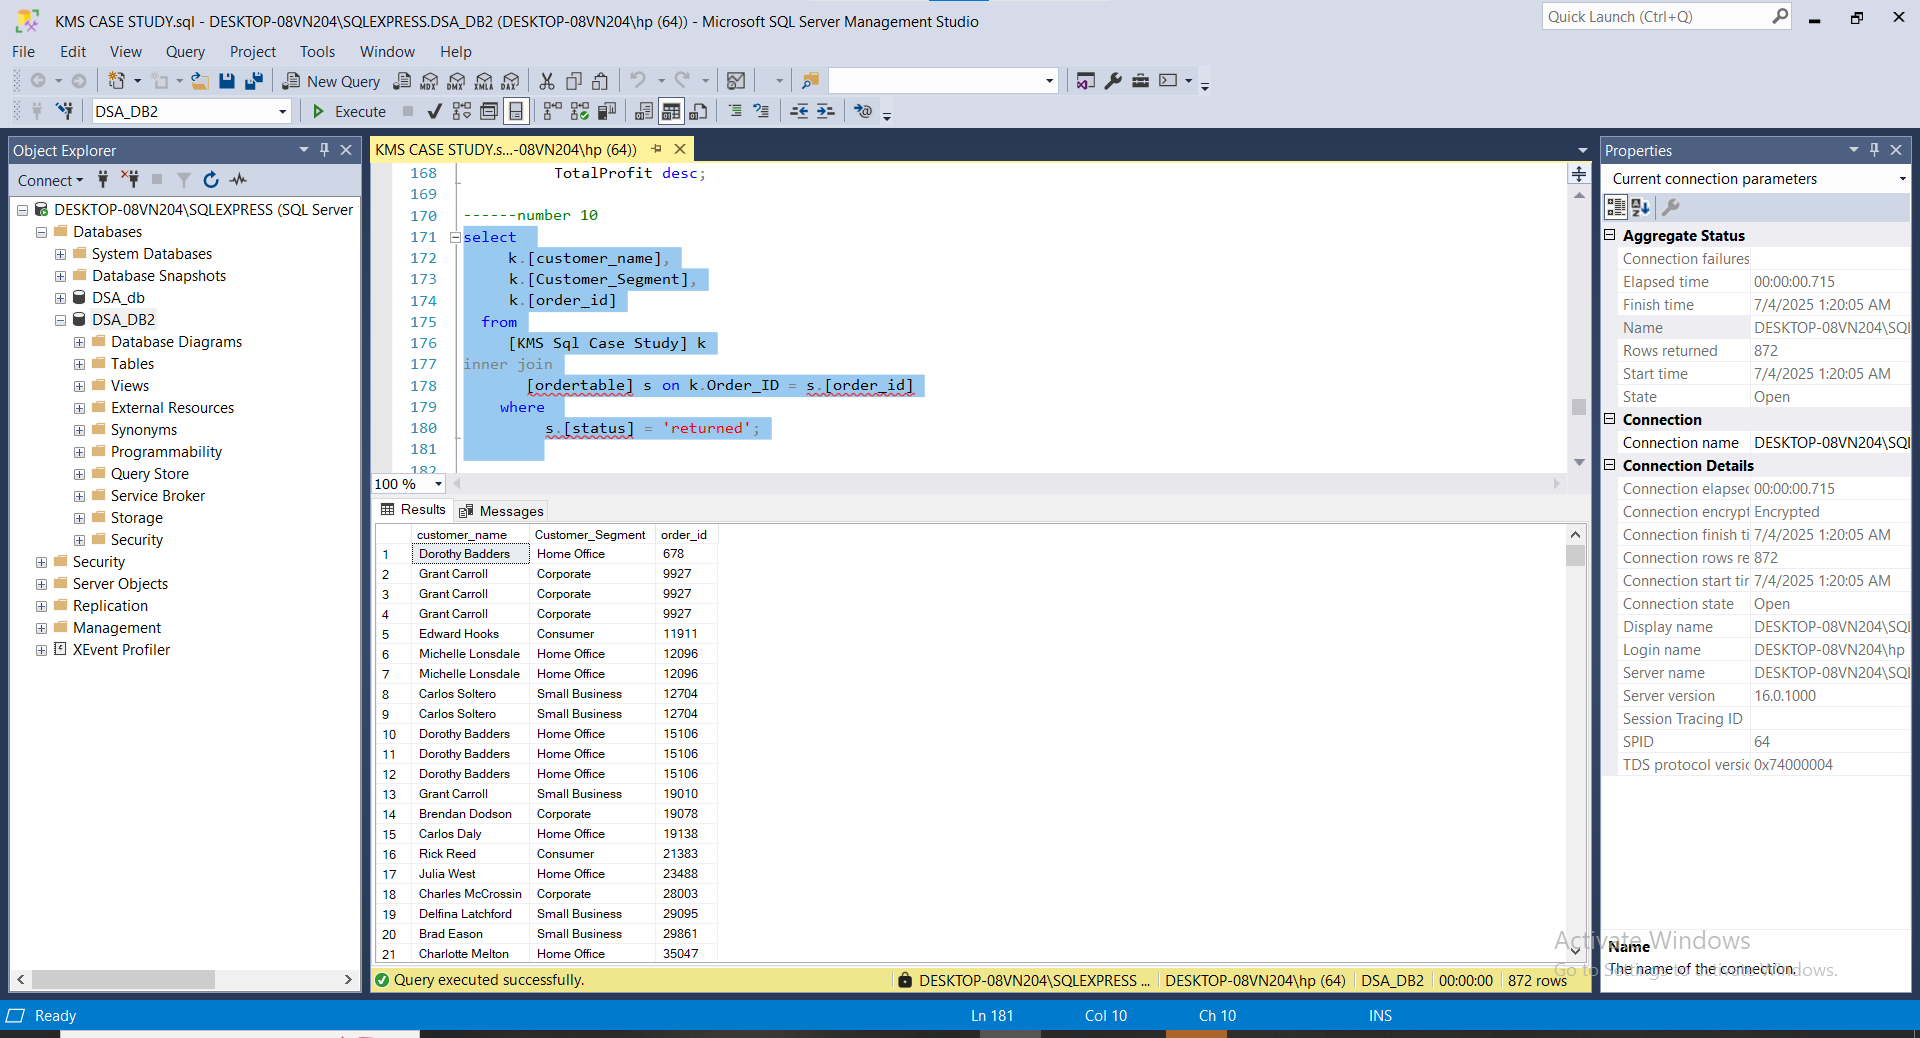 KMS CASE STUDY.sql - DESKTOP-08VN204\SQLEXPRESS.DSA_DB2 (DESKTOP-08VN204\hp (64)) - Microsoft SQL Server Management Studio
Quick Launch (Ctrl+Q)
File Edit View Query Project Tools Window Help
New Query MDX DMX XMLA DAX
DSA_DB2 Execute
Object Explorer
Connect
DESKTOP-08VN204\SQLEXPRESS (SQL Server
Databases
System Databases
Database Snapshots
DSA_db
DSA_DB2
Database Diagrams
Tables
Views
External Resources
Synonyms
Programmability
Query Store
Service Broker
Storage
Security
Security
Server Objects
Replication
Management
XEvent Profiler
KMS CASE STUDY.s...-08VN204\hp (64))
168 TotalProfit desc;
169
170 ------number 10
171 select
172 k.[customer_name],
173 k.[Customer_Segment],
174 k.[order_id]
175 from
176 [KMS Sql Case Study] k
177 inner join
178 [ordertable] s on k.Order_ID = s.[order_id]
179 where
180 s.[status] = 'returned';
181
182
100 %
Results Messages
customer_name Customer_Segment order_id
1 Dorothy Badders Home Office 678
2 Grant Carroll Corporate 9927
3 Grant Carroll Corporate 9927
4 Grant Carroll Corporate 9927
5 Edward Hooks Consumer 11911
6 Michelle Lonsdale Home Office 12096
7 Michelle Lonsdale Home Office 12096
8 Carlos Soltero Small Business 12704
9 Carlos Soltero Small Business 12704
10 Dorothy Badders Home Office 15106
11 Dorothy Badders Home Office 15106
12 Dorothy Badders Home Office 15106
13 Grant Carroll Small Business 19010
14 Brendan Dodson Corporate 19078
15 Carlos Daly Home Office 19138
16 Rick Reed Consumer 21383
17 Julia West Home Office 23488
18 Charles McCrossin Corporate 28003
19 Delfina Latchford Small Business 29095
20 Brad Eason Small Business 29861
21 Charlotte Melton Home Office 35047
Query executed successfully. DESKTOP-08VN204\SQLEXPRESS ... DESKTOP-08VN204\hp (64) DSA_DB2 00:00:00 872 rows
Properties
Current connection parameters
Aggregate Status
Connection failures
Elapsed time 00:00:00.715
Finish time 7/4/2025 1:20:05 AM
Name DESKTOP-08VN204\SQL
Rows returned 872
Start time 7/4/2025 1:20:05 AM
State Open
Connection
Connection name DESKTOP-08VN204\SQL
Connection Details
Connection elapsed 00:00:00.715
Connection encrypt Encrypted
Connection finish ti 7/4/2025 1:20:05 AM
Connection rows re 872
Connection start tir 7/4/2025 1:20:05 AM
Connection state Open
Display name DESKTOP-08VN204\SQL
Login name DESKTOP-08VN204\hp
Server name DESKTOP-08VN204\SQL
Server version 16.0.1000
Session Tracing ID
SPID 64
TDS protocol versic 0x74000004
Name
The name of the connection.
Activate Windows
Go to Settings to activate Windows.
Ready Ln 181 Col 10 Ch 10 INS